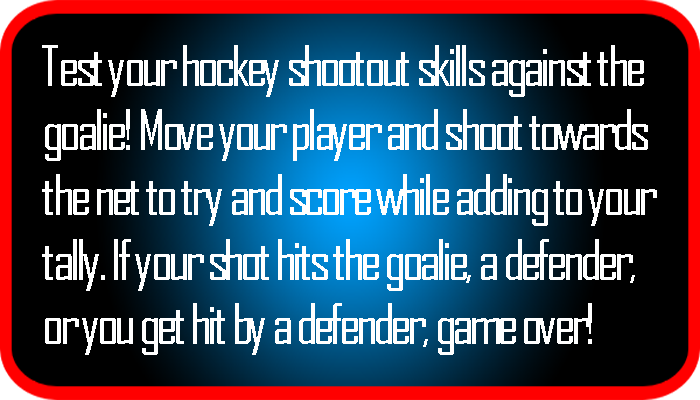 Test your hockey shootout skills against the
goalie! Move your player and shoot towards
the net to try and score while adding to your
tally. If your shot hits the goalie, a defender,
or you get hit by a defender, game over!